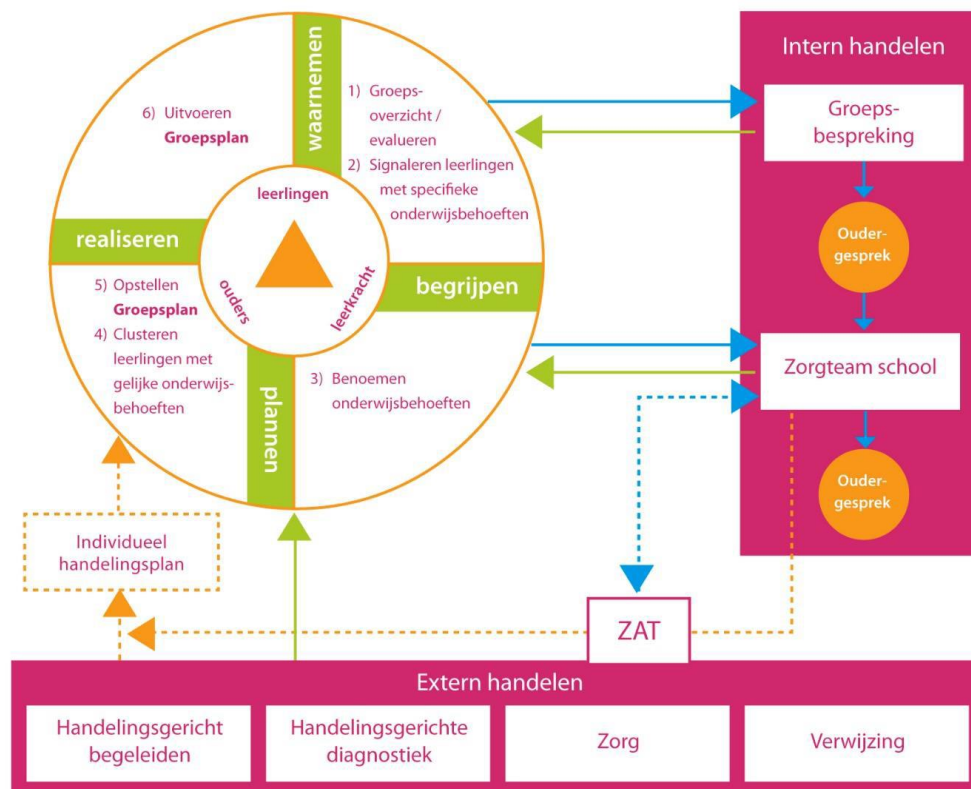 waarnemen
1) Groeps-
overzicht /
evalueren
2) Signaleren leerlingen
met specifieke
onderwijsbehoeften
begrijpen
3) Benoemen
onderwijsbehoeften
plannen
5) Opstellen
Groepsplan
4) Clusteren
leerlingen met
gelijke onderwijs-
behoeften
realiseren
6) Uitvoeren
Groepsplan
leerlingen
leerkracht
ouders
Intern handelen
Groeps-
bespreking
Ouder-
gesprek
Zorgteam school
Ouder-
gesprek
Individueel
handelingsplan
ZAT
Extern handelen
Handelingsgericht
begeleiden
Handelingsgerichte
diagnostiek
Zorg
Verwijzing